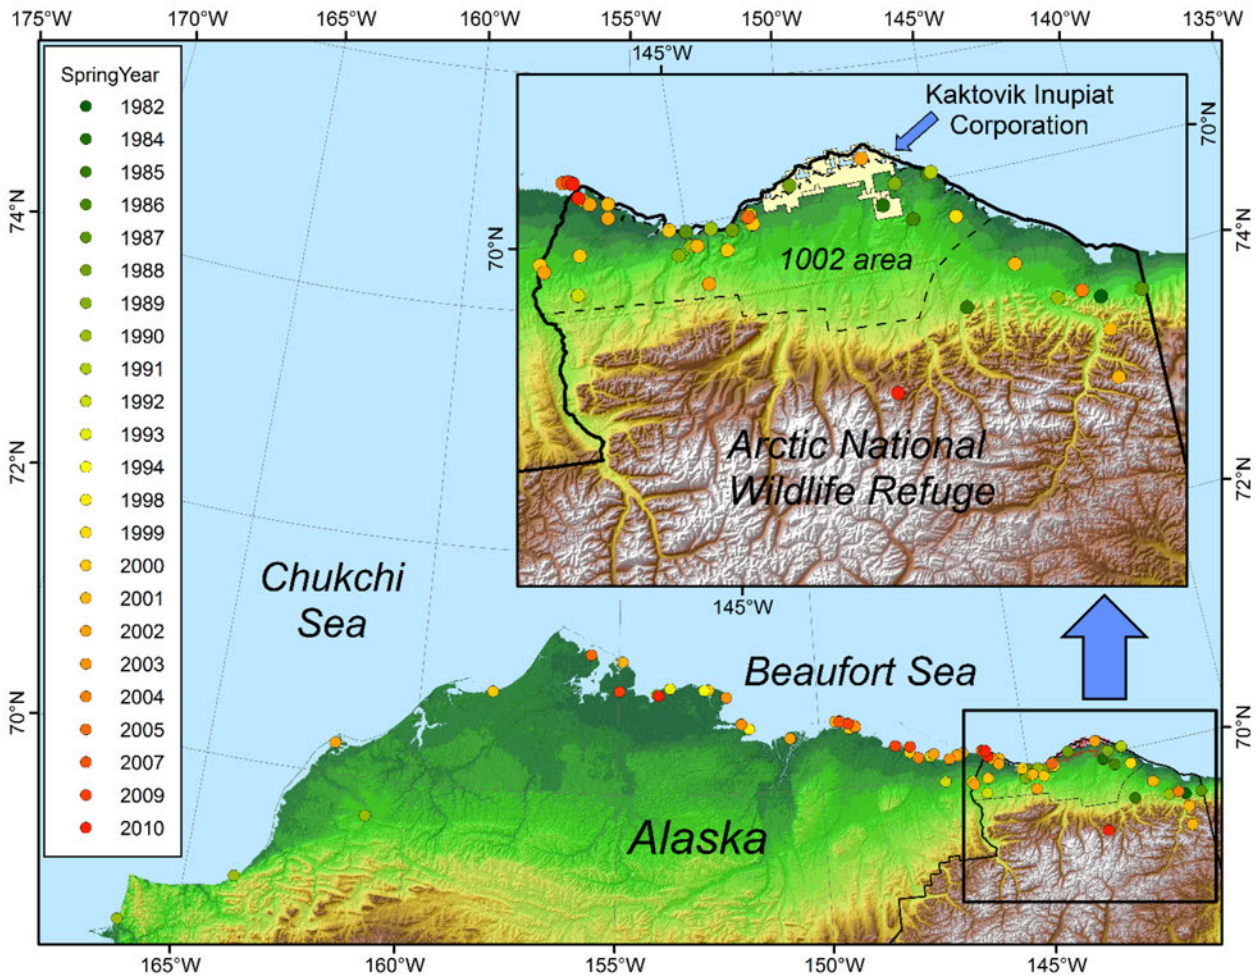 175°W 170°W 165°W 160°W 155°W 150°W 145°W 140°W 135°W
SpringYear
1982
1984
1985
1986
1987
1988
1989
1990
1991
1992
1993
1994
1998
1999
2000
2001
2002
2003
2004
2005
2007
2009
2010
145°W
Kaktovik Inupiat
Corporation
70°N
70°N
1002 area
Arctic National
Wildlife Refuge
145°W
74°N
72°N
70°N
74°N
72°N
70°N
Chukchi
Sea
Beaufort Sea
Alaska
165°W 160°W 155°W 150°W 145°W